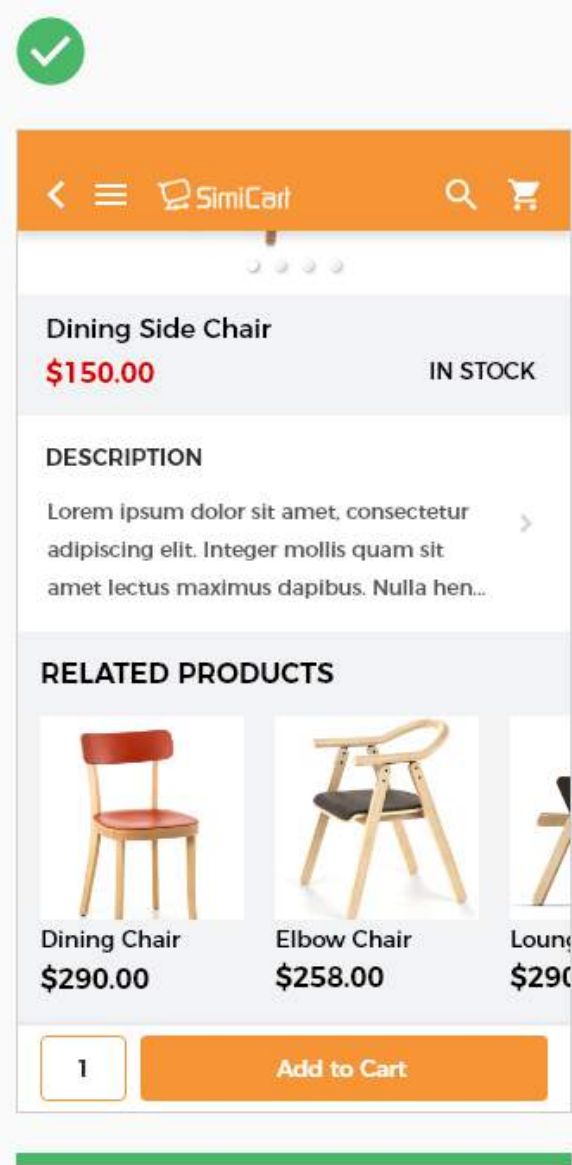 SimiCart
Dining Side Chair
$150.00
IN STOCK
DESCRIPTION
Lorem ipsum dolor sit amet, consectetur
adipiscing elit. Integer mollis quam sit
amet lectus maximus dapibus. Nulla hen...
RELATED PRODUCTS
Dining Chair
Elbow Chair
$290.00
$258.00
$290
1
Add to Cart